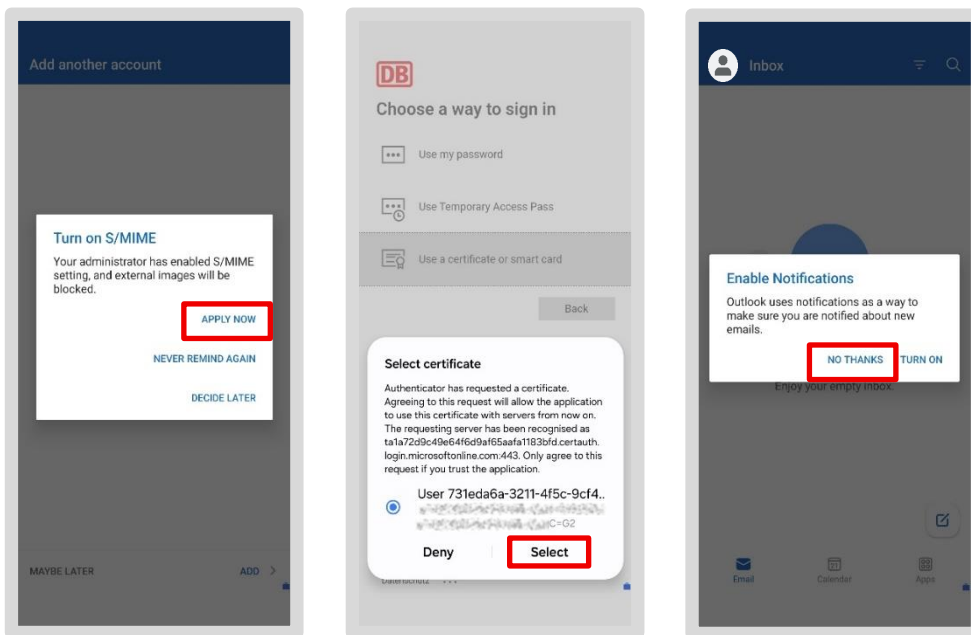 Add another account
Turn on S/MIME
Your administrator has enabled S/MIME
setting, and external images will be
blocked.
APPLY NOW
NEVER REMIND AGAIN
DECIDE LATER
MAYBE LATER
ADD >
DB
Choose a way to sign in
Use my password
Use Temporary Access Pass
Use a certificate or smart card
Back
Select certificate
Authenticator has requested a certificate.
Agreeing to this request will allow the application
to use this certificate with servers from now on.
The requesting server has been recognised as
ta1a72d9c49e64f6d9af65aafa1183bfd.certauth.
login.microsoftonline.com:443. Only agree to this
request if you trust the application.
User 731eda6a-3211-4f5c-9cf4..
C=G2
Deny
Select
Datenschutz ...
Inbox
Enable Notifications
Outlook uses notifications as a way to
make sure you are notified about new
emails.
NO THANKS
TURN ON
Enjoy your empty inbox.
Email
Calendar
Apps